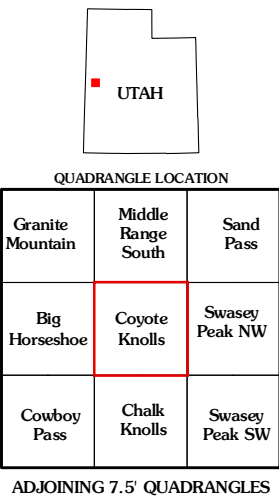 UTAH
QUADRANGLE LOCATION
Granite
Mountain
Middle
Range
South
Sand
Pass
Big
Horseshoe
Coyote
Knolls
Swasey
Peak NW
Cowboy
Pass
Chalk
Knolls
Swasey
Peak SW
ADJOINING 7.5' QUADRANGLES